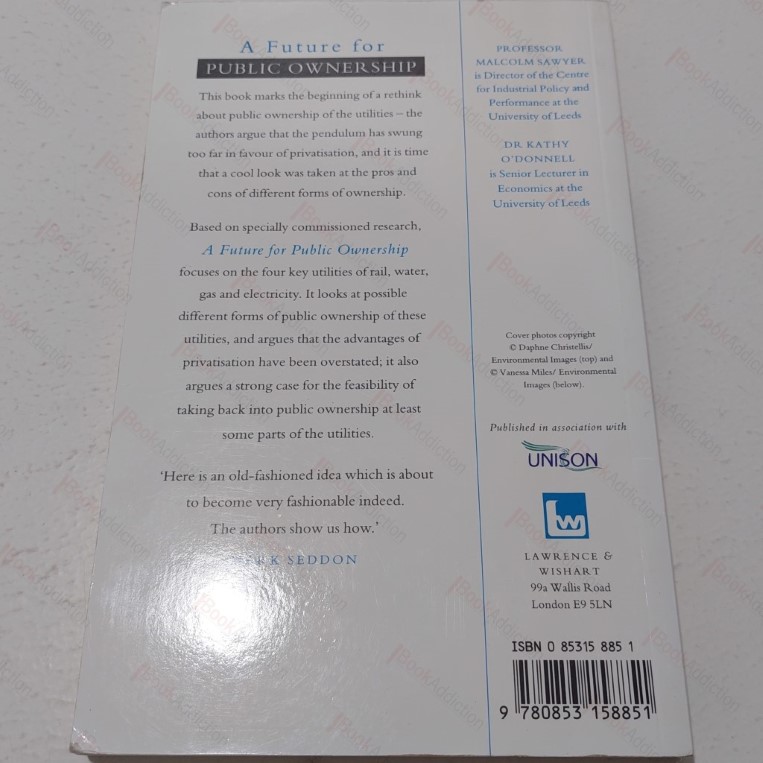 A Future for
PUBLIC OWNERSHIP
This book marks the beginning of a rethink
about public ownership of the utilities – the
authors argue that the pendulum has swung
too far in favour of privatisation, and it is time
that a cool look was taken at the pros and
cons of different forms of ownership.
Based on specially commissioned research,
A Future for Public Ownership
focuses on the four key utilities of rail, water,
gas and electricity. It looks at possible
different forms of public ownership of these
utilities, and argues that the advantages of
privatisation have been overstated; it also
argues a strong case for the feasibility of
taking back into public ownership at least
some parts of the utilities.
'Here is an old-fashioned idea which is about
to become very fashionable indeed.
The authors show us how.'
SEDDON
PROFESSOR
MALCOLM SAWYER
is Director of the Centre
for Industrial Policy and
Performance at the
University of Leeds
DR KATHY
O'DONNELL
is Senior Lecturer in
Economics at the
University of Leeds
Cover photos copyright
© Daphne Christellis/
Environmental Images (top) and
© Vanessa Miles/ Environmental
Images (below).
Published in association with
UNISON
lw
LAWRENCE &
WISHART
99a Wallis Road
London E9 5LN
ISBN 0 85315 885 1
9 780853 158851
BookAddiction